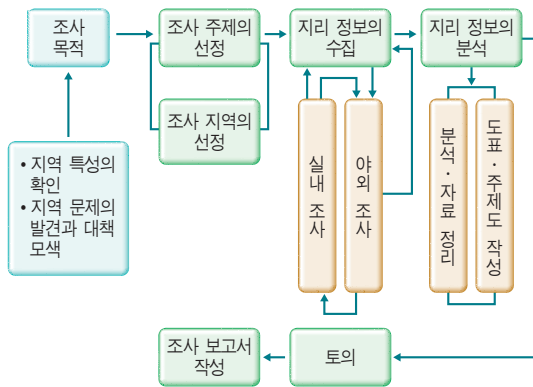 조사
목적
조사 주제의
선정
지리 정보의
수집
지리 정보의
분석
조사 지역의
선정
• 지역 특성의
확인
• 지역 문제의
발견과 대책
모색
실내 조사
야외 조사
분석·자료 정리
도표·주제도 작성
조사 보고서
작성
토의